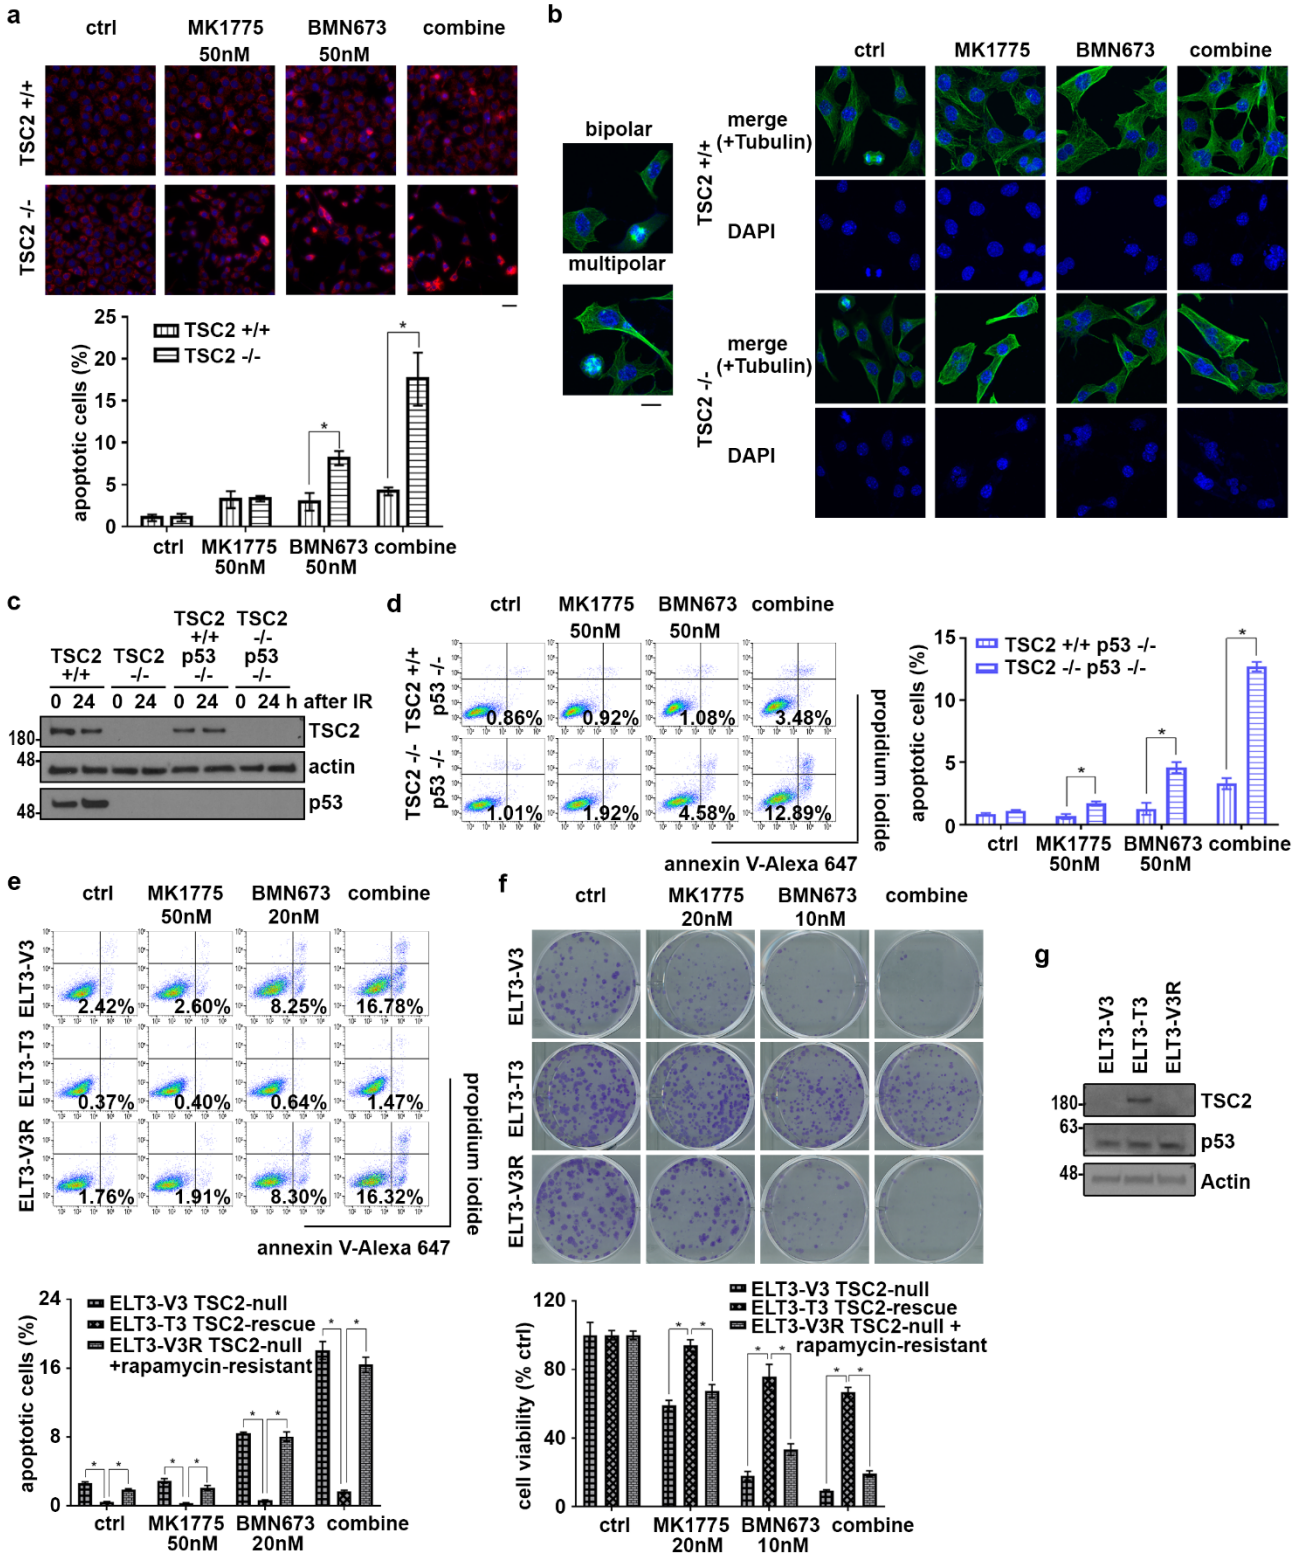 a
ctrl
MK1775
50nM
BMN673
50nM
combine
TSC2 +/+
TSC2 -/-
25
20
15
10
5
0
apoptotic cells (%)
TSC2 +/+
TSC2 -/-
*
*
ctrl
MK1775
50nM
BMN673
50nM
combine
b
ctrl
MK1775
BMN673
combine
bipolar
multipolar
TSC2 +/+
merge
(+Tubulin)
DAPI
TSC2 -/-
merge
(+Tubulin)
DAPI
c
TSC2
+/+
TSC2
-/-
TSC2
+/+
p53
-/-
TSC2
-/-
p53
-/-
0 24 0 24 0 24 0 24 h after IR
180
TSC2
48
actin
48
p53
d
ctrl
MK1775
50nM
BMN673
50nM
combine
TSC2 +/+
p53 -/-
0.86%
0.92%
1.08%
3.48%
TSC2 -/-
p53 -/-
1.01%
1.92%
4.58%
12.89%
propidium iodide
annexin V-Alexa 647
15
10
5
0
apoptotic cells (%)
TSC2 +/+ p53 -/-
TSC2 -/- p53 -/-
*
*
*
ctrl
MK1775
50nM
BMN673
50nM
combine
e
ctrl
MK1775
50nM
BMN673
20nM
combine
ELT3-V3
2.42%
2.60%
8.25%
16.78%
ELT3-T3
0.37%
0.40%
0.64%
1.47%
ELT3-V3R
1.76%
1.91%
8.30%
16.32%
propidium iodide
annexin V-Alexa 647
24
16
8
0
apoptotic cells (%)
ELT3-V3 TSC2-null
ELT3-T3 TSC2-rescue
ELT3-V3R TSC2-null
+rapamycin-resistant
* *
* *
* *
* *
ctrl
MK1775
50nM
BMN673
20nM
combine
f
ctrl
MK1775
20nM
BMN673
10nM
combine
ELT3-V3
ELT3-T3
ELT3-V3R
120
80
40
0
cell viability (% ctrl)
ELT3-V3 TSC2-null
ELT3-T3 TSC2-rescue
ELT3-V3R TSC2-null +
rapamycin-resistant
* *
* *
* *
ctrl
MK1775
20nM
BMN673
10nM
combine
g
ELT3-V3
ELT3-T3
ELT3-V3R
180
TSC2
63
p53
48
Actin